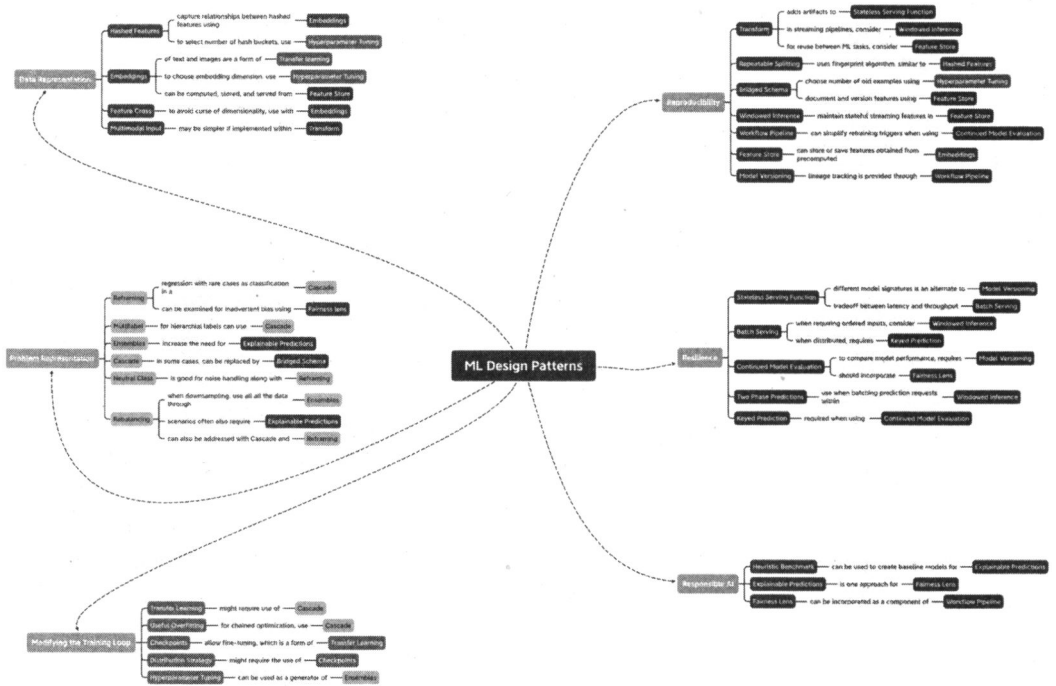 Data Representation
Hashed Features
capture relationships between hashed
features using
Embeddings
to select number of hash buckets, use
Hyperparameter Tuning
Embeddings
of text and images are a form of
Transfer learning
to choose embedding dimension, use
Hyperparameter Tuning
can be computed, stored, and served from
Feature Store
Feature Cross
to avoid curse of dimensionality, use with
Embeddings
Multimodal Input
may be simpler if implemented within
Transform
Problem Representation
Reframing
regression with rare cases as classification
in a
Cascade
can be examined for inadvertent bias using
Fairness lens
Multilabel
for hierarchial labels can use
Cascade
Ensembles
increase the need for
Explainable Predictions
Cascade
in some cases, can be replaced by
Bridged Schema
Neutral Class
is good for noise handling along with
Reframing
Rebalancing
when downsampling, use all all the data
through
Ensembles
scenarios often also require
Explainable Predictions
can also be addressed with Cascade and
Reframing
Modifying the Training Loop
Transfer Learning
might require use of
Cascade
Useful Overfitting
for chained optimization, use
Cascade
Checkpoints
allow fine-tuning, which is a form of
Transfer Learning
Distribution Strategy
might require the use of
Checkpoints
Hyperparameter Tuning
can be used as a generator of
Ensembles
ML Design Patterns
Reproducibility
Transform
adds artifacts to
Stateless Serving Function
in streaming pipelines, consider
Windowed Inference
for reuse between ML tasks, consider
Feature Store
Repeatable Splitting
uses fingerprint algorithm, similar to
Hashed Features
Bridged Schema
choose number of old examples using
Hyperparameter Tuning
document and version features using
Feature Store
Windowed Inference
maintain stateful streaming features in
Feature Store
Workflow Pipeline
can simplify retraining triggers when using
Continued Model Evaluation
Feature Store
can store or save features obtained from
precomputed
Embeddings
Model Versioning
lineage tracking is provided through
Workflow Pipeline
Resilience
Stateless Serving Function
different model signatures is an alternate to
Model Versioning
tradeoff between latency and throughout
Batch Serving
Batch Serving
when requiring ordered inputs, consider
Windowed Inference
when distributed, requires
Keyed Prediction
Continued Model Evaluation
to compare model performance, requires
Model Versioning
should incorporate
Fairness Lens
Two Phase Predictions
use when batching prediction requests
within
Windowed Inference
Keyed Prediction
required when using
Continued Model Evaluation
Responsible AI
Heuristic Benchmark
can be used to create baseline models for
Explainable Predictions
Explainable Predictions
is one approach for
Fairness Lens
Fairness Lens
can be incorporated as a component of
Workflow Pipeline